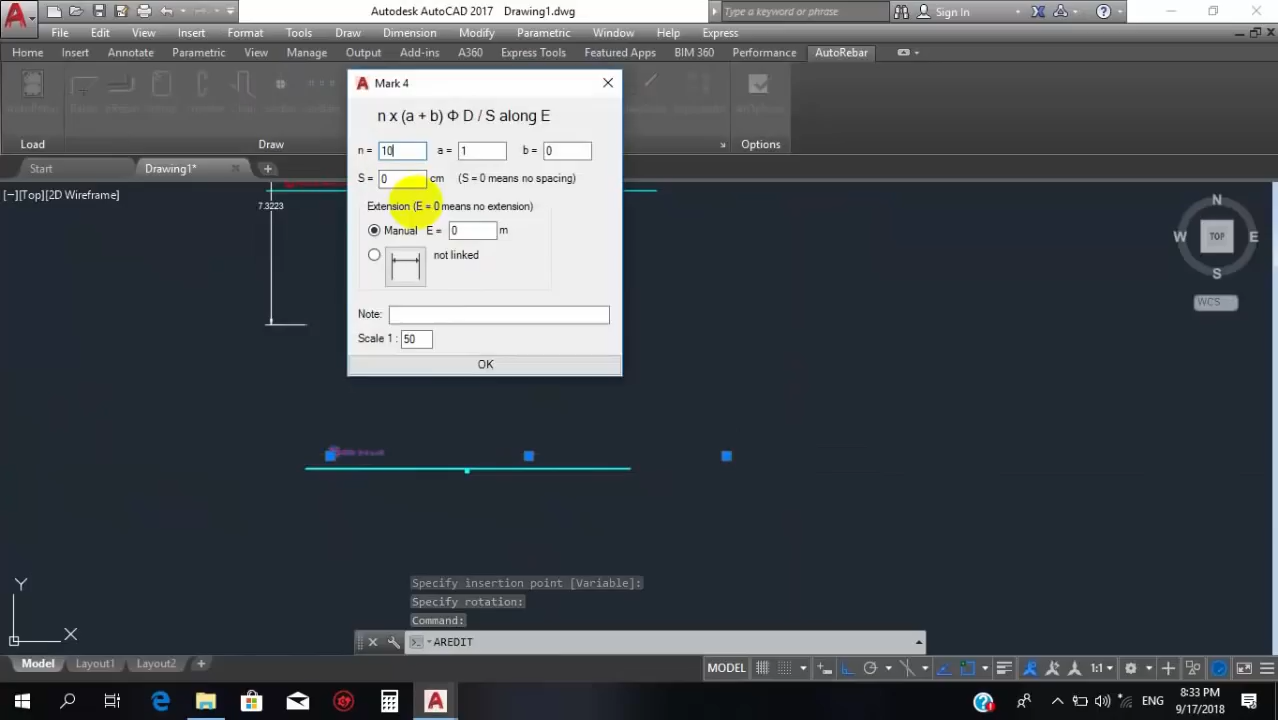 Autodesk AutoCAD 2017 Drawing1.dwg
Type a keyword or phrase
Sign In
File Edit View Insert Format Tools Draw Dimension Modify Parametric Window Help Express
Home Insert Annotate Parametric View Manage Output Add-ins A360 Express Tools Featured Apps BIM 360 Performance AutoRebar
Load Draw Options
Start Drawing1* +
Mark 4
n x (a + b) Φ D / S along E
n = 10 a = 1 b = 0
S = 0 cm (S = 0 means no spacing)
Extension (E = 0 means no extension)
Manual E = 0 m
not linked
Note:
Scale 1 : 50
OK
[−][Top][2D Wireframe]
7.3223
N
W TOP E
S
WCS
Y
X
Specify insertion point [Variable]:
Specify rotation:
Command:
AREDIT
Model Layout1 Layout2 +
MODEL 1:1
ENG
8:33 PM
9/17/2018